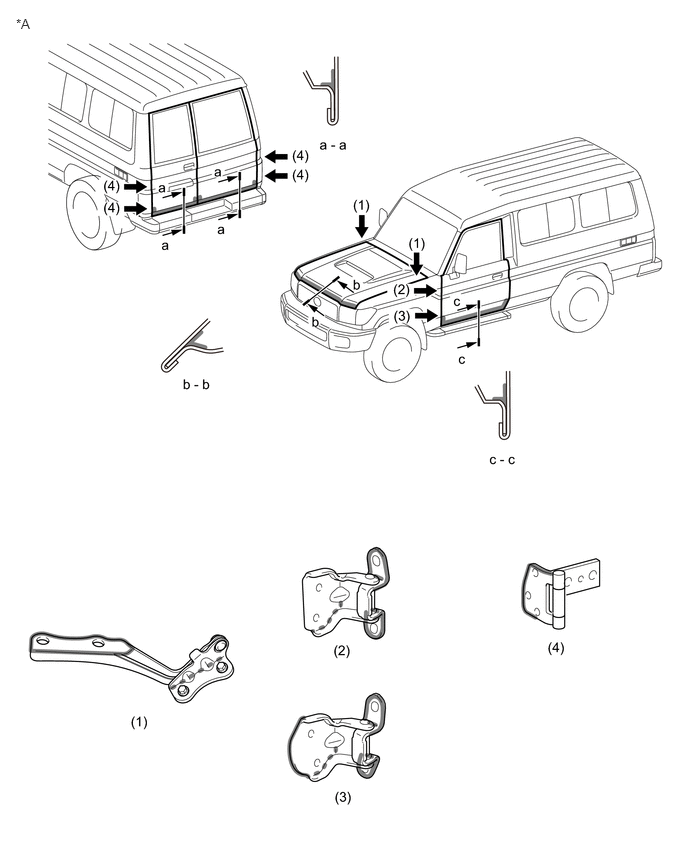 *A
a - a
(4)
(4)
(4)
a
a
(4)
a
a
(1)
(1)
(2)
b
c
(3)
b
c
b - b
c - c
(1)
(2)
(4)
(3)